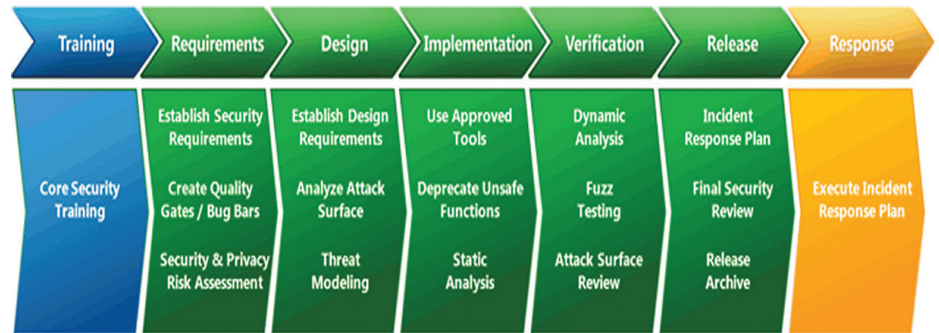 Training
Requirements
Design
Implementation
Verification
Release
Response
Core Security
Training
Establish Security
Requirements
Create Quality
Gates / Bug Bars
Security & Privacy
Risk Assessment
Establish Design
Requirements
Analyze Attack
Surface
Threat
Modeling
Use Approved
Tools
Deprecate Unsafe
Functions
Static
Analysis
Dynamic
Analysis
Fuzz
Testing
Attack Surface
Review
Incident
Response Plan
Final Security
Review
Release
Archive
Execute Incident
Response Plan